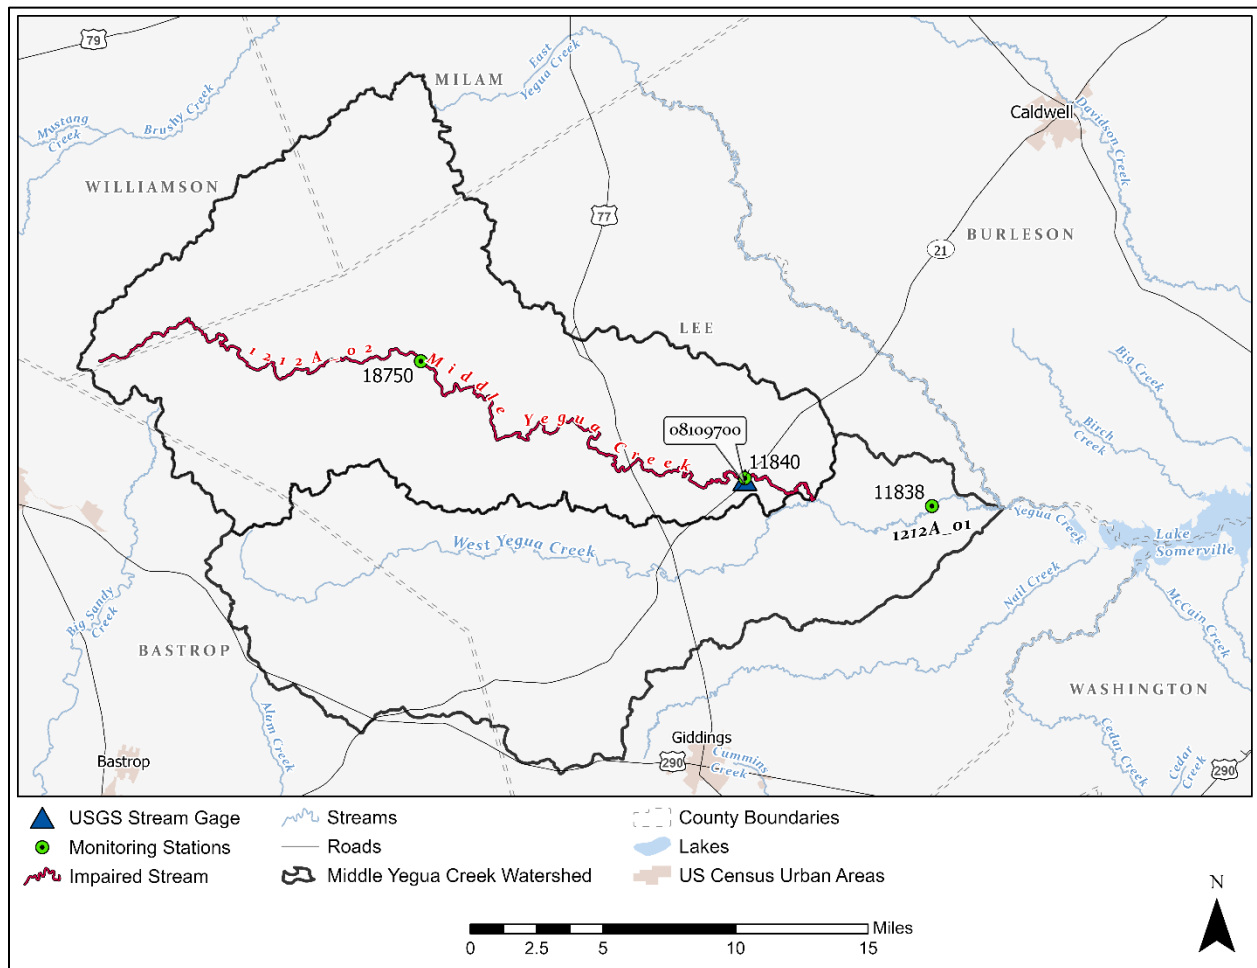 79
MILAM
East
Yegua Creek
Caldwell
Davidson Creek
Mustang
Creek
Brushy Creek
WILLIAMSON
77
BURLESON
21
LEE
1212A_02
Middle Yegua Creek
18750
Big Creek
Birch
Creek
08109700
11840
11838
1212A_01
Yegua Creek
Lake
Somerville
West Yegua Creek
Nail Creek
McCain Creek
Big Sandy
Creek
BASTROP
WASHINGTON
Alum Creek
Bastrop
Giddings
290
Cummins
Creek
Cedar
Creek
Cedar
Creek
290
USGS Stream Gage
Streams
County Boundaries
Monitoring Stations
Roads
Lakes
Impaired Stream
Middle Yegua Creek Watershed
US Census Urban Areas
N
Miles
0 2.5 5 10 15